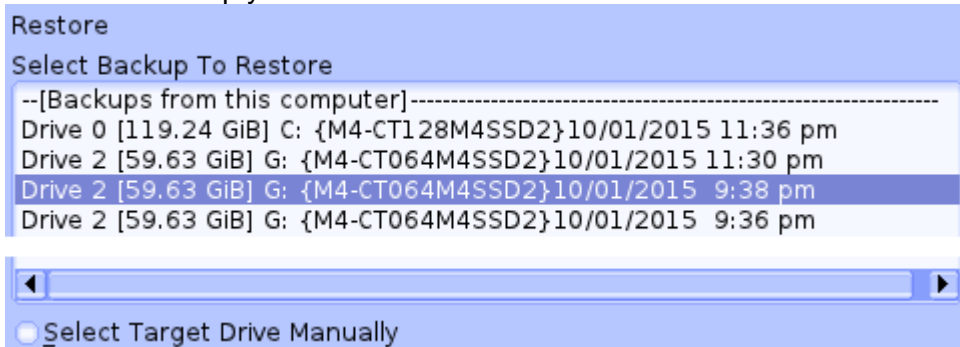 Restore
Select Backup To Restore
--[Backups from this computer]------------------------------------------------------------------
Drive 0 [119.24 GiB] C: {M4-CT128M4SSD2}10/01/2015 11:36 pm
Drive 2 [59.63 GiB] G: {M4-CT064M4SSD2}10/01/2015 11:30 pm
Drive 2 [59.63 GiB] G: {M4-CT064M4SSD2}10/01/2015  9:38 pm
Drive 2 [59.63 GiB] G: {M4-CT064M4SSD2}10/01/2015  9:36 pm
Select Target Drive Manually